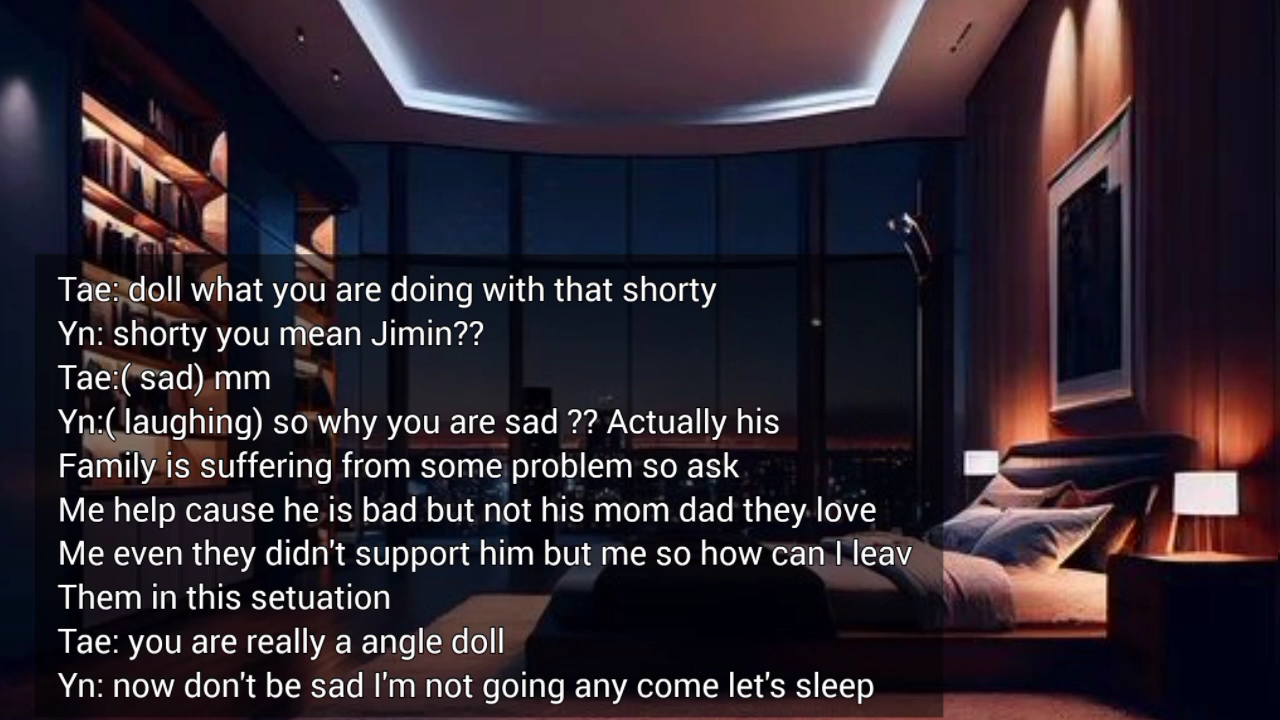 Tae: doll what you are doing with that shorty
Yn: shorty you mean Jimin??
Tae:( sad) mm
Yn:( laughing) so why you are sad ?? Actually his
Family is suffering from some problem so ask
Me help cause he is bad but not his mom dad they love
Me even they didn't support him but me so how can I leav
Them in this setuation
Tae: you are really a angle doll
Yn: now don't be sad I'm not going any come let's sleep